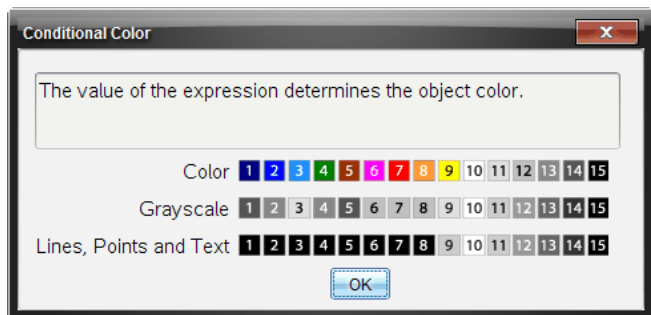 Conditional Color
The value of the expression determines the object color.
Color 1 2 3 4 5 6 7 8 9 10 11 12 13 14 15
Grayscale 1 2 3 4 5 6 7 8 9 10 11 12 13 14 15
Lines, Points and Text 1 2 3 4 5 6 7 8 9 10 11 12 13 14 15
OK